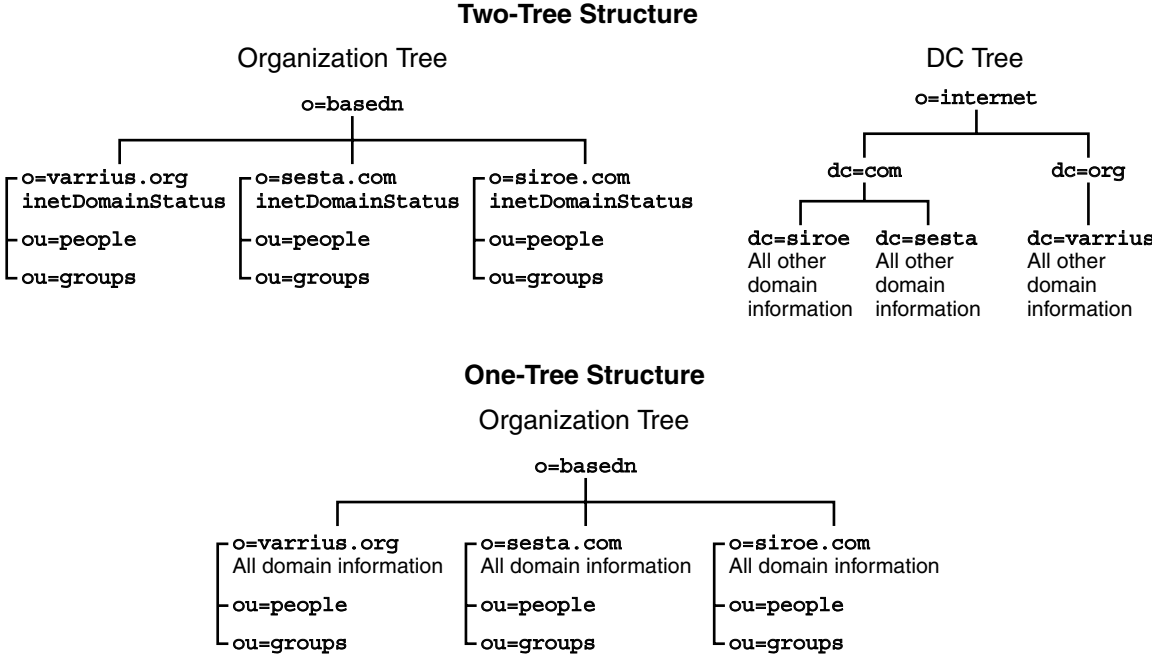 Two-Tree Structure
Organization Tree
DC Tree
o=basedn
o=internet
dc=com
dc=org
o=varrius.org
inetDomainStatus
ou=people
ou=groups
o=sesta.com
inetDomainStatus
ou=people
ou=groups
o=siroe.com
inetDomainStatus
ou=people
ou=groups
dc=siroe
All other
domain
information
dc=sesta
All other
domain
information
dc=varrius
All other
domain
information
One-Tree Structure
Organization Tree
o=basedn
o=varrius.org
All domain information
ou=people
ou=groups
o=sesta.com
All domain information
ou=people
ou=groups
o=siroe.com
All domain information
ou=people
ou=groups